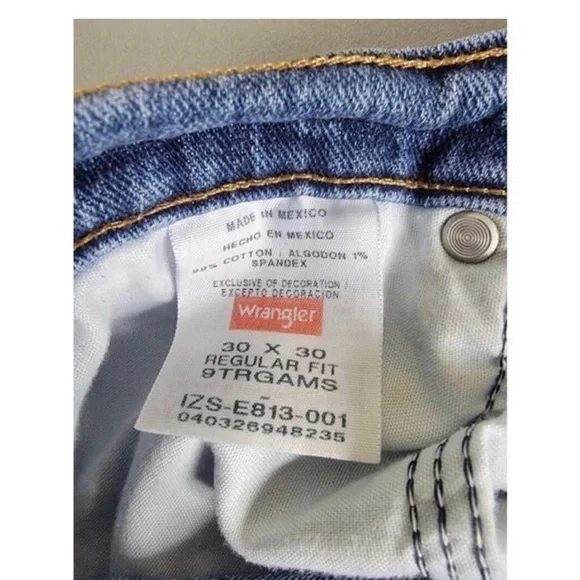 MADE IN MEXICO
HECHO EN MEXICO
99% COTTON / ALGODON 1%
SPANDEX
EXCLUSIVE OF DECORATION
EXCEPTO DECORACION
Wrangler
30 X 30
REGULAR FIT
9TRGAMS
-
IZS-E813-001
040326948235